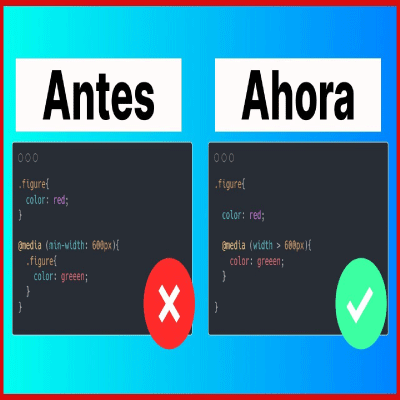 Antes
.figure{
color: red;
}
@media (min-width: 600px){
.figure{
color: greeen;
}
}
Ahora
.figure{
color: red;
@media (width > 600px){
color: greeen;
}
}